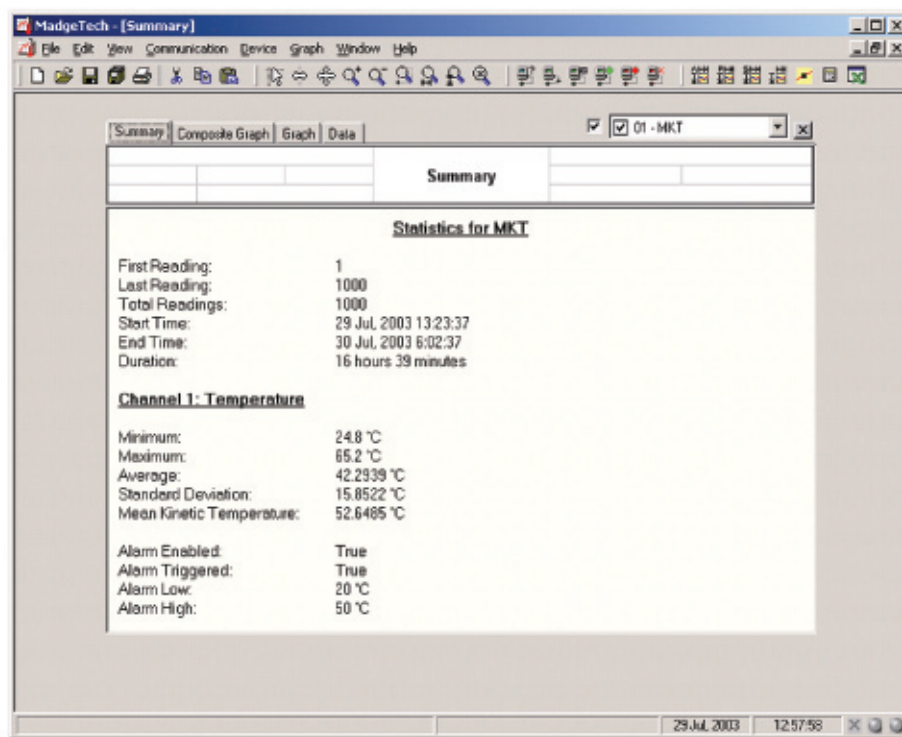 MadgeTech - [Summary]
File Edit View Communication Device Graph Window Help
Summary Composite Graph Graph Data 01 - MKT
Summary
Statistics for MKT
First Reading: 1
Last Reading: 1000
Total Readings: 1000
Start Time: 29 Jul, 2003 13:23:37
End Time: 30 Jul, 2003 6:02:37
Duration: 16 hours 39 minutes
Channel 1: Temperature
Minimum: 24.8 °C
Maximum: 65.2 °C
Average: 42.2939 °C
Standard Deviation: 15.8522 °C
Mean Kinetic Temperature: 52.6485 °C
Alarm Enabled: True
Alarm Triggered: True
Alarm Low: 20 °C
Alarm High: 50 °C
29 Jul, 2003 12:57:58